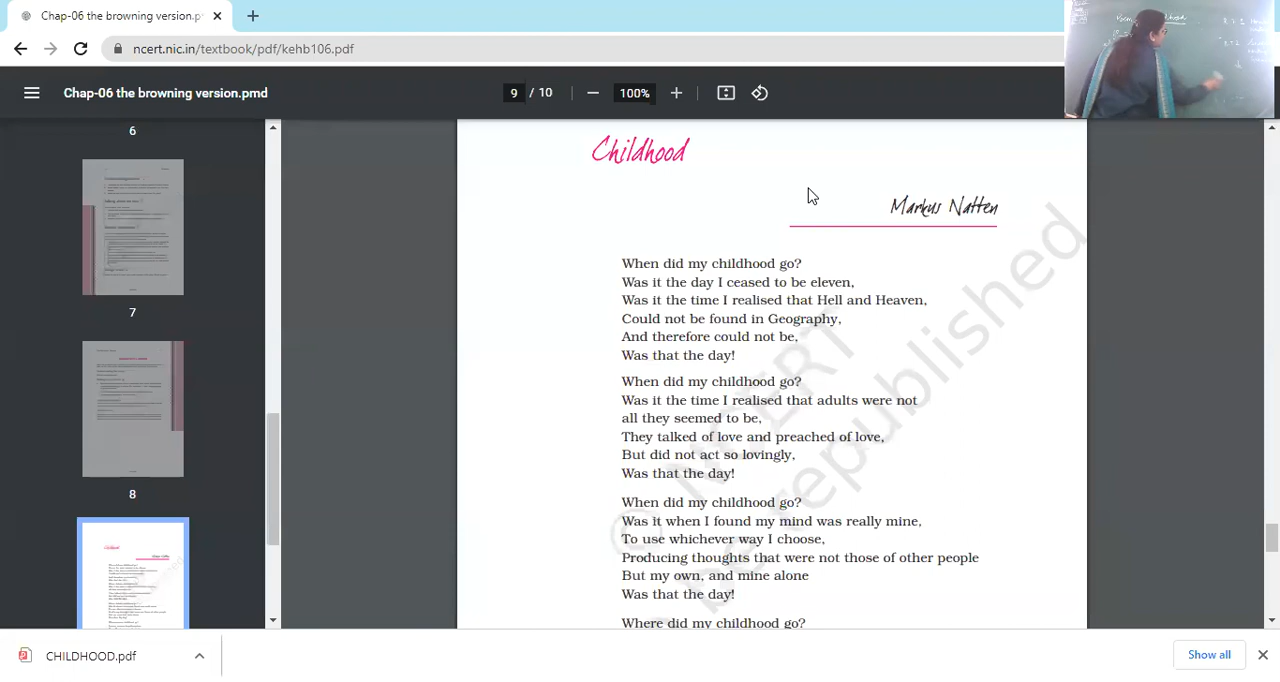 Chap-06 the browning version.p
ncert.nic.in/textbook/pdf/kehb106.pdf
Chap-06 the browning version.pmd
9 / 10
100%
6
7
8
Childhood
Markus Natten
When did my childhood go?
Was it the day I ceased to be eleven,
Was it the time I realised that Hell and Heaven,
Could not be found in Geography,
And therefore could not be,
Was that the day!
When did my childhood go?
Was it the time I realised that adults were not
all they seemed to be,
They talked of love and preached of love,
But did not act so lovingly,
Was that the day!
When did my childhood go?
Was it when I found my mind was really mine,
To use whichever way I choose,
Producing thoughts that were not those of other people
But my own, and mine alone
Was that the day!
Where did my childhood go?
© NCERT
be republished
CHILDHOOD.pdf
Show all